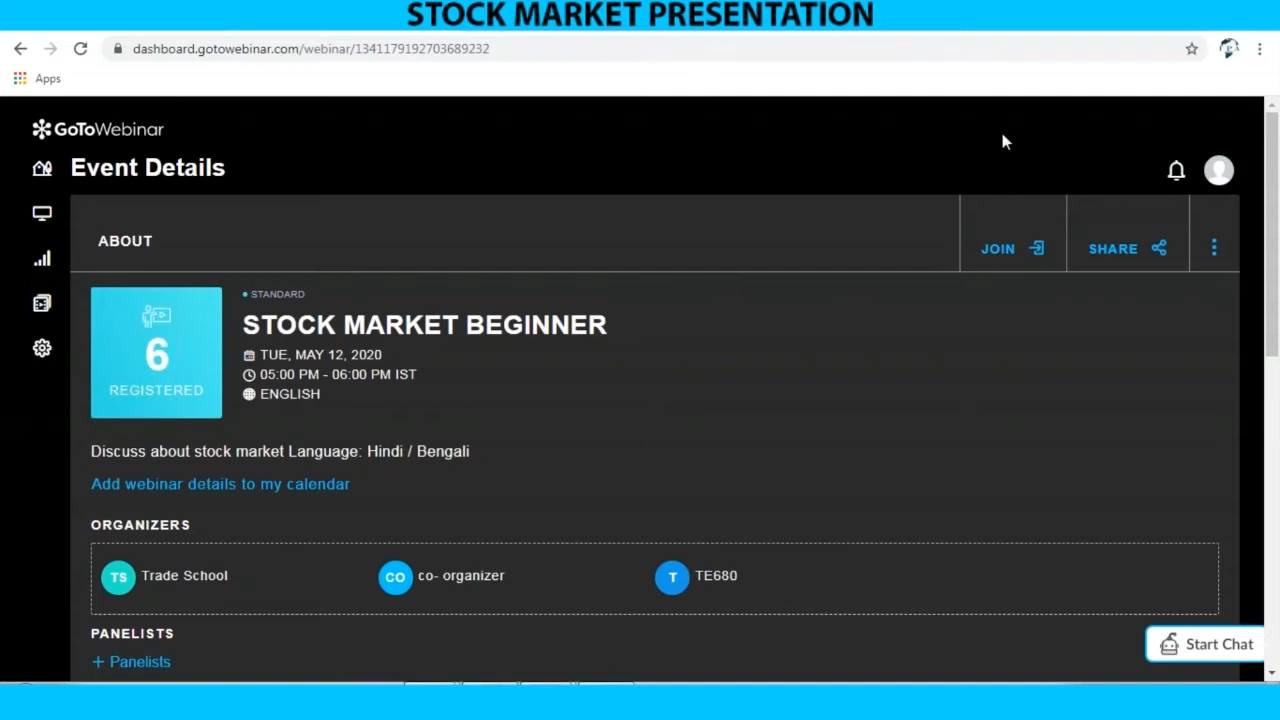 STOCK MARKET PRESENTATION
dashboard.gotowebinar.com/webinar/1341179192703689232
Apps
GoToWebinar
Event Details
ABOUT
JOIN
SHARE
6
REGISTERED
STANDARD
STOCK MARKET BEGINNER
TUE, MAY 12, 2020
05:00 PM - 06:00 PM IST
ENGLISH
Discuss about stock market Language: Hindi / Bengali
Add webinar details to my calendar
ORGANIZERS
TS Trade School
CO co- organizer
T TE680
PANELISTS
+ Panelists
Start Chat